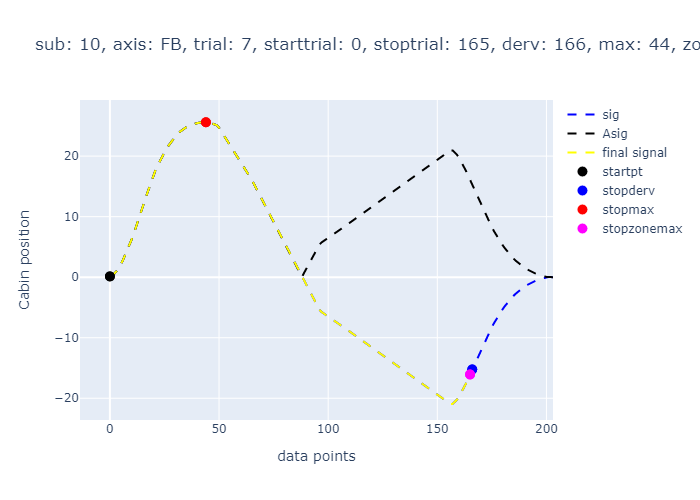 sub: 10, axis: FB, trial: 7, starttrial: 0, stoptrial: 165, derv: 166, max: 44, zo
sig
Asig
final signal
startpt
stopderv
stopmax
stopzonemax
Cabin position
20
10
0
−10
−20
0 50 100 150 200
data points